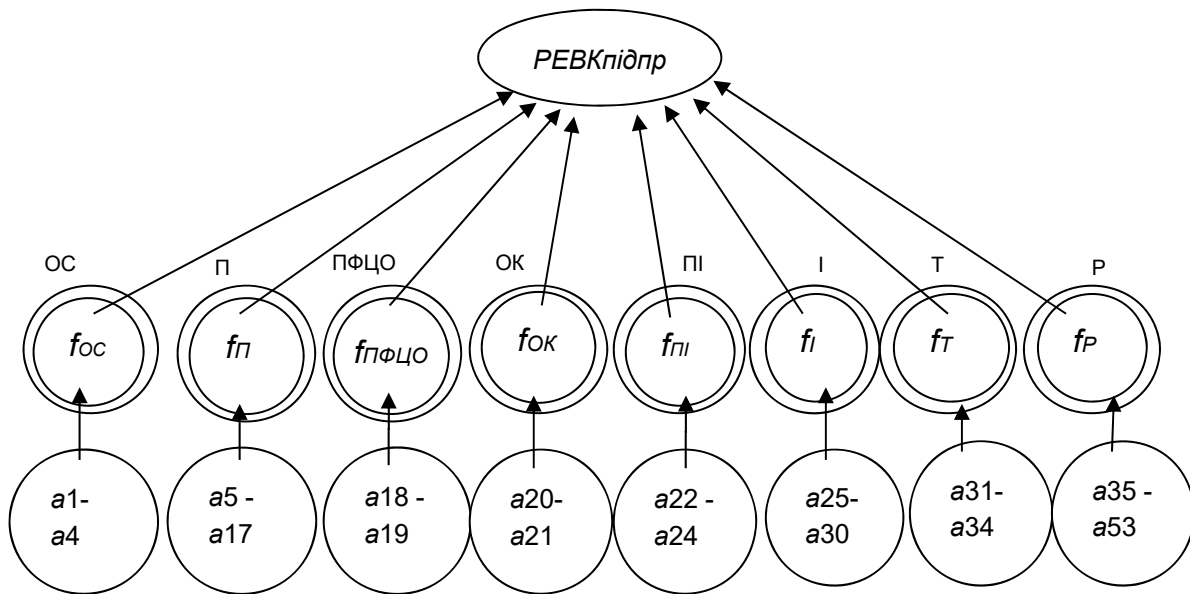 РЕВКпідпр
ОС П ПФЦО ОК ПІ І Т Р
fОС fП fПФЦО fОК fПІ fІ fТ fР
а1- а5 - а18 - а20- а22 - а25- а31- а35 -
а4 а17 а19 а21 а24 а30 а34 а53